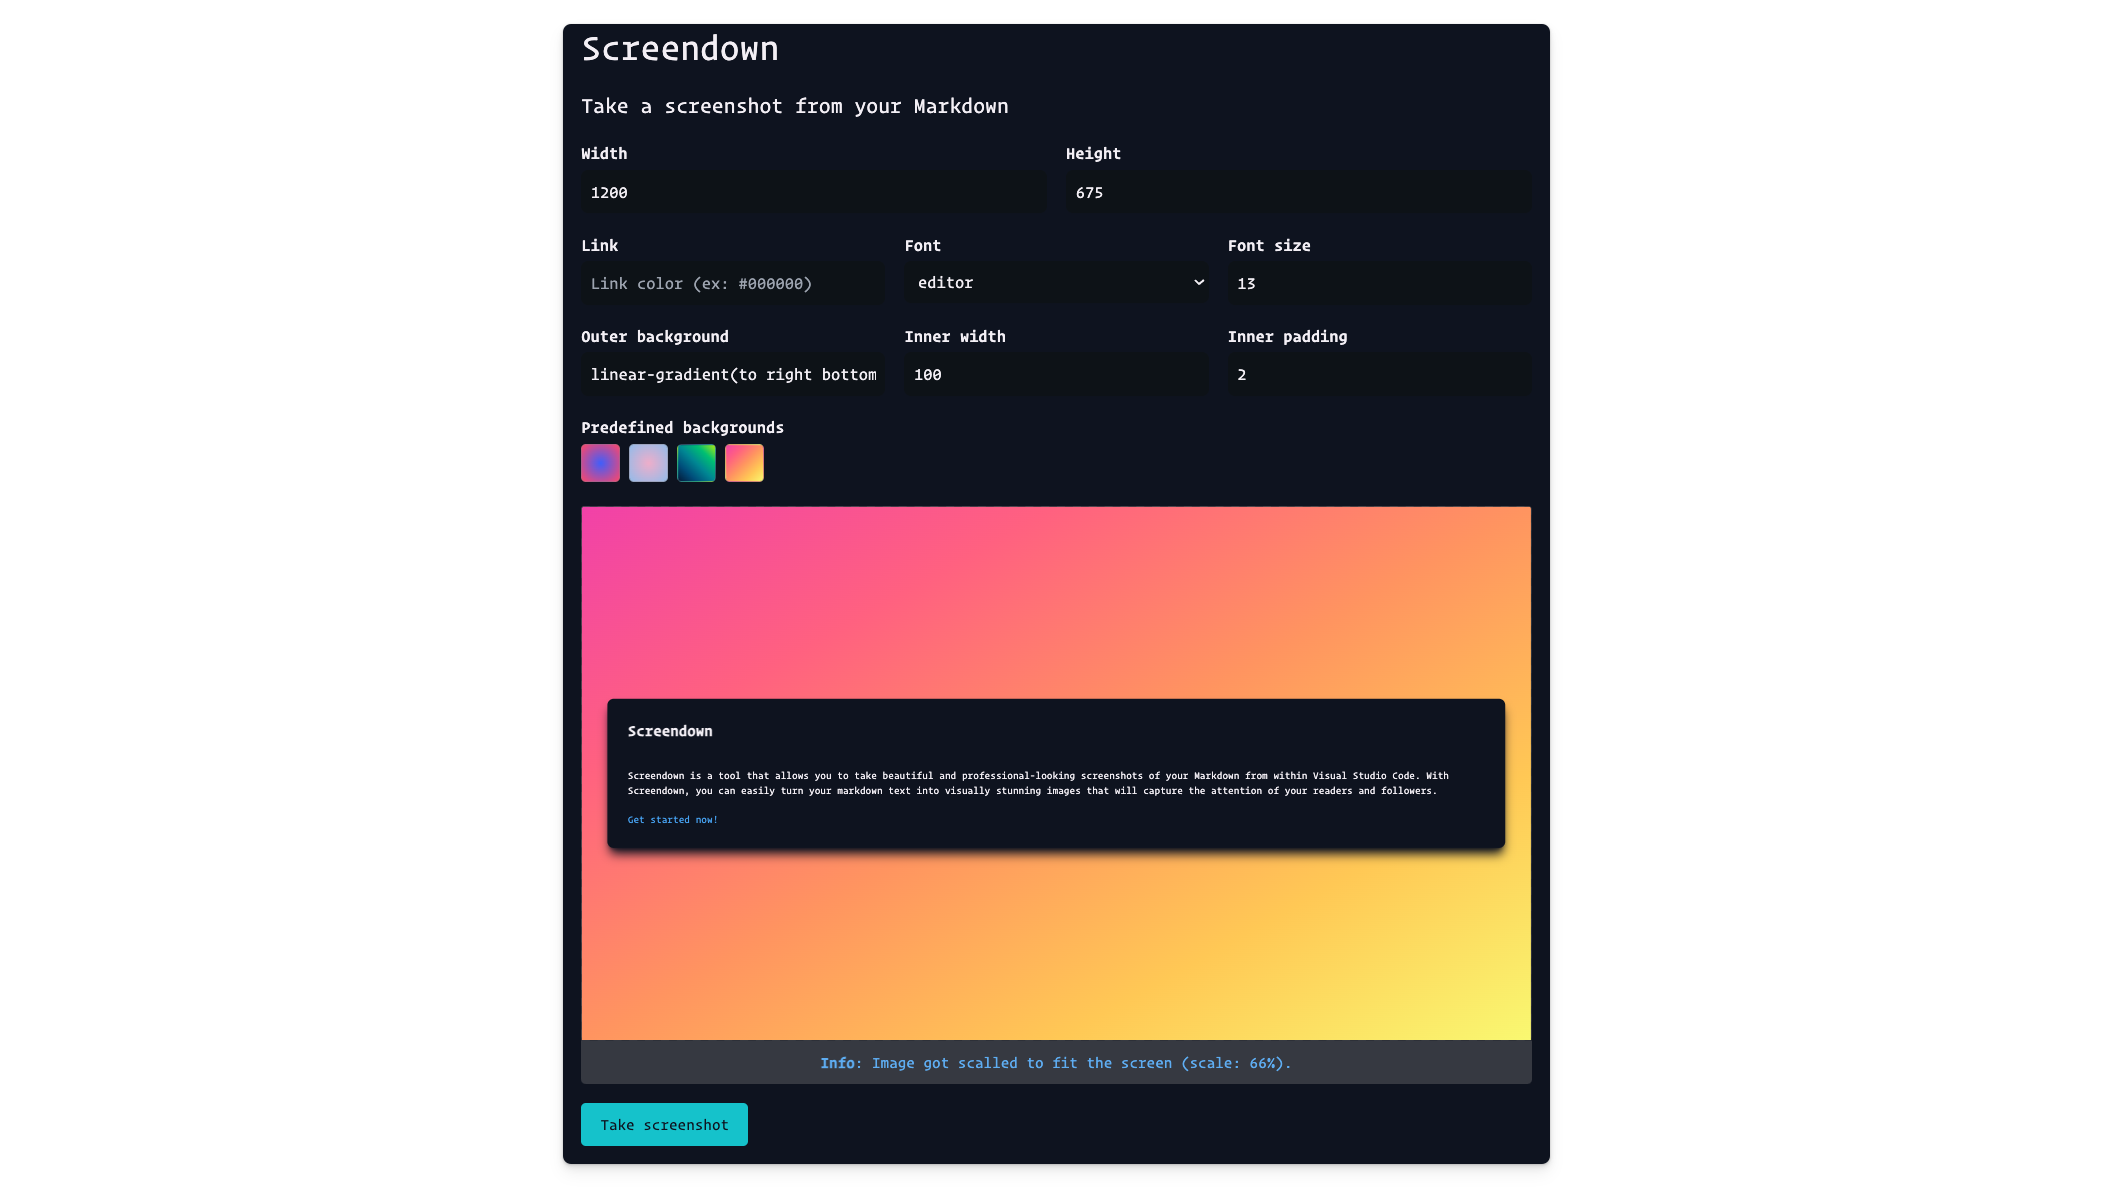 Screendown
Take a screenshot from your Markdown
Width
Height
1200
675
Link
Font
Font size
Link color (ex: #000000)
editor
13
Outer background
Inner width
Inner padding
linear-gradient(to right bottom
100
2
Predefined backgrounds
Screendown
Screendown is a tool that allows you to take beautiful and professional-looking screenshots of your Markdown from within Visual Studio Code. With
Screendown, you can easily turn your markdown text into visually stunning images that will capture the attention of your readers and followers.
Get started now!
Info: Image got scalled to fit the screen (scale: 66%).
Take screenshot